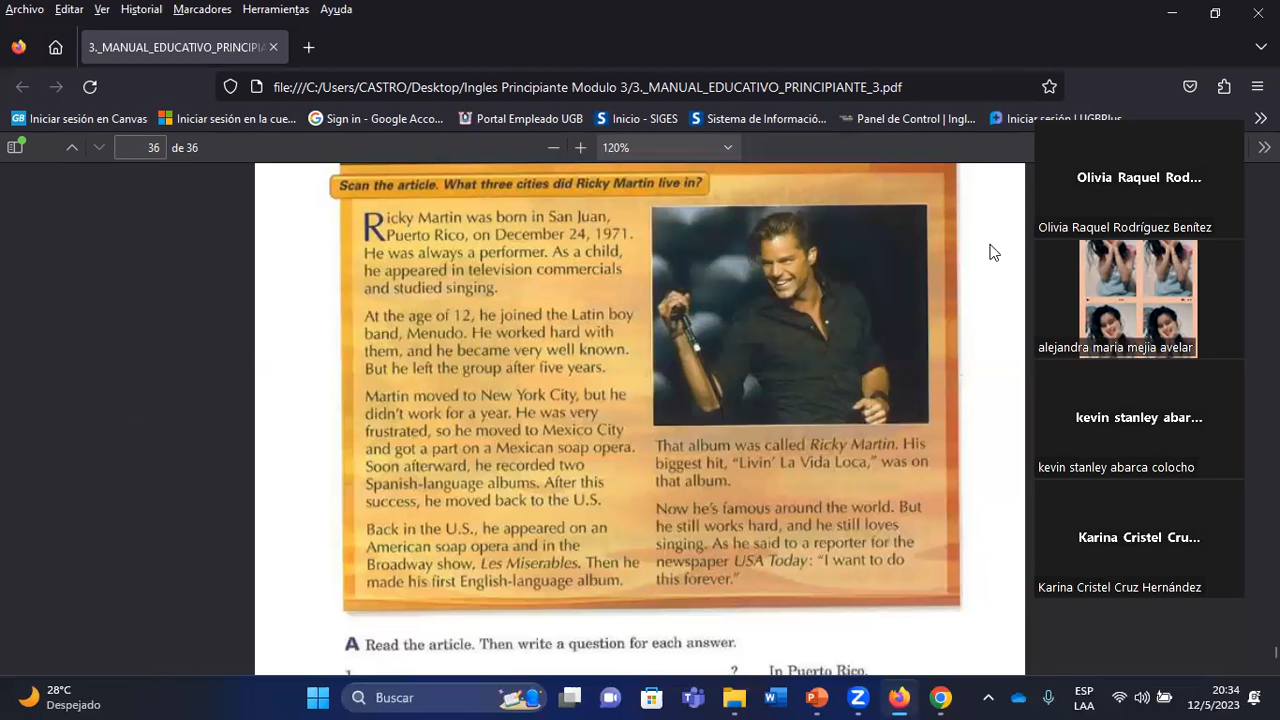 Archivo Editar Ver Historial Marcadores Herramientas Ayuda
3._MANUAL_EDUCATIVO_PRINCIPIA
file:///C:/Users/CASTRO/Desktop/Ingles Principiante Modulo 3/3._MANUAL_EDUCATIVO_PRINCIPIANTE_3.pdf
GB Iniciar sesión en Canvas Iniciar sesión en la cue... Sign in - Google Acco... Portal Empleado UGB S Inicio - SIGES S Sistema de Informació... Panel de Control | Ingl... Iniciar sesión | UGBPlus
36 de 36 120%
Scan the article. What three cities did Ricky Martin live in?
Ricky Martin was born in San Juan,
Puerto Rico, on December 24, 1971.
He was always a performer. As a child,
he appeared in television commercials
and studied singing.
At the age of 12, he joined the Latin boy
band, Menudo. He worked hard with
them, and he became very well known.
But he left the group after five years.
Martin moved to New York City, but he
didn't work for a year. He was very
frustrated, so he moved to Mexico City
and got a part on a Mexican soap opera.
Soon afterward, he recorded two
Spanish-language albums. After this
success, he moved back to the U.S.
Back in the U.S., he appeared on an
American soap opera and in the
Broadway show, Les Miserables. Then he
made his first English-language album.
That album was called Ricky Martin. His
biggest hit, "Livin' La Vida Loca," was on
that album.
Now he's famous around the world. But
he still works hard, and he still loves
singing. As he said to a reporter for the
newspaper USA Today: "I want to do
this forever."
A Read the article. Then write a question for each answer.
1 ? In Puerto Rico.
Olivia Raquel Rod...
Olivia Raquel Rodríguez Benítez
alejandra maria mejia avelar
kevin stanley abar...
kevin stanley abarca colocho
Karina Cristel Cru...
Karina Cristel Cruz Hernández
28°C
Despejado
Buscar
ESP
LAA
20:34
12/5/2023